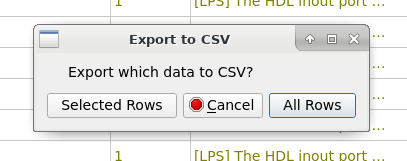 1 [LPS] The HDL inout port ...
Export to CSV
Export which data to CSV?
Selected Rows Cancel All Rows
1 [LPS] The HDL inout port ...